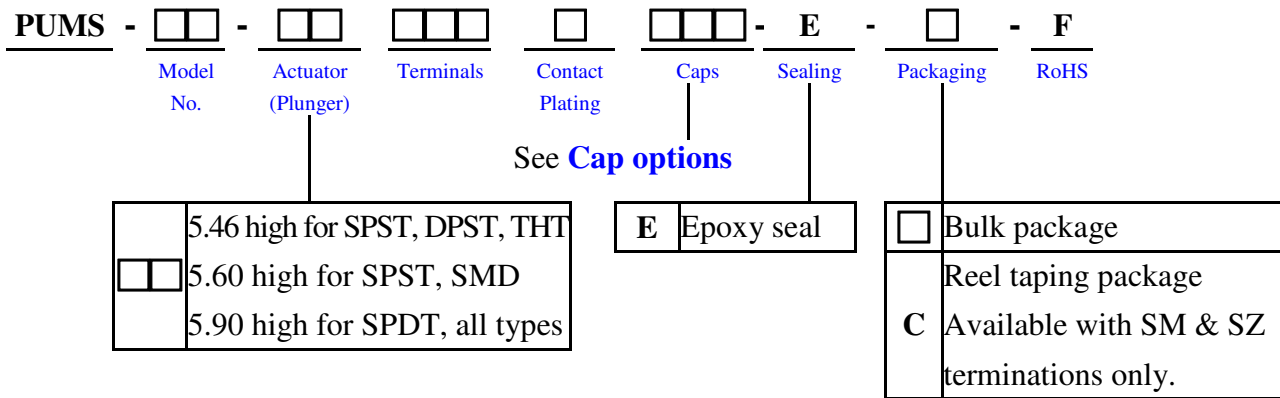 PUMS - □□ - □□ □□□ □ □□□ - E - □ - F
Model No. Actuator (Plunger) Terminals Contact Plating Caps Sealing Packaging RoHS
See Cap options
□□ 5.46 high for SPST, DPST, THT
5.60 high for SPST, SMD
5.90 high for SPDT, all types
E Epoxy seal
□ Bulk package
C Reel taping package
Available with SM & SZ
terminations only.